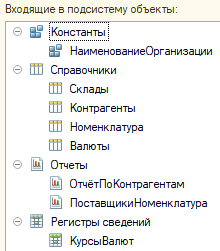 Входящие в подсистему объекты:
Константы
НаименованиеОрганизации
Справочники
Склады
Контрагенты
Номенклатура
Валюты
Отчеты
ОтчётПоКонтрагентам
ПоставщикиНоменклатура
Регистры сведений
КурсыВалют